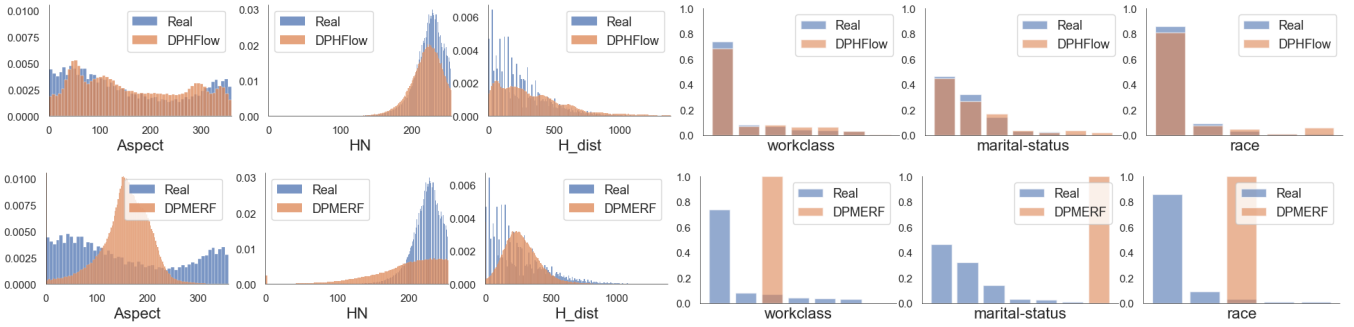 0.0100
0.0075
0.0050
0.0025
0.0000
0
100
200
300
Aspect
Real
DPHFlow
0.03
0.02
0.01
0.00
0
100
200
HN
Real
DPHFlow
0.006
0.004
0.002
0.000
0
500
1000
H_dist
Real
DPHFlow
1.0
0.8
0.6
0.4
0.2
0.0
workclass
Real
DPHFlow
1.0
0.8
0.6
0.4
0.2
0.0
marital-status
Real
DPHFlow
1.0
0.8
0.6
0.4
0.2
0.0
race
Real
DPHFlow
0.0100
0.0075
0.0050
0.0025
0.0000
0
100
200
300
Aspect
Real
DPMERF
0.03
0.02
0.01
0.00
0
100
200
HN
Real
DPMERF
0.006
0.004
0.002
0.000
0
500
1000
H_dist
Real
DPMERF
1.0
0.8
0.6
0.4
0.2
0.0
workclass
Real
DPMERF
1.0
0.8
0.6
0.4
0.2
0.0
marital-status
Real
DPMERF
1.0
0.8
0.6
0.4
0.2
0.0
race
Real
DPMERF